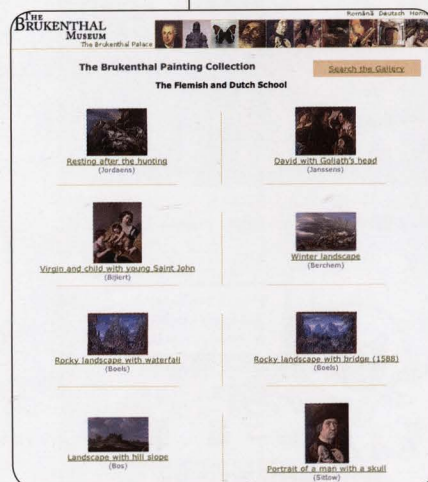 THE
BRUKENTHAL
MUSEUM
The Brukenthal Palace
Română Deutsch Home
The Brukenthal Painting Collection
Search the Gallery
The Flemish and Dutch School
Resting after the hunting
(Jordaens)
David with Goliath's head
(Janssens)
Virgin and child with young Saint John
(Bijlert)
Winter landscape
(Berchem)
Rocky landscape with waterfall
(Boels)
Rocky landscape with bridge (1588)
(Boels)
Landscape with hill slope
(Bos)
Portrait of a man with a skull
(Sittow)